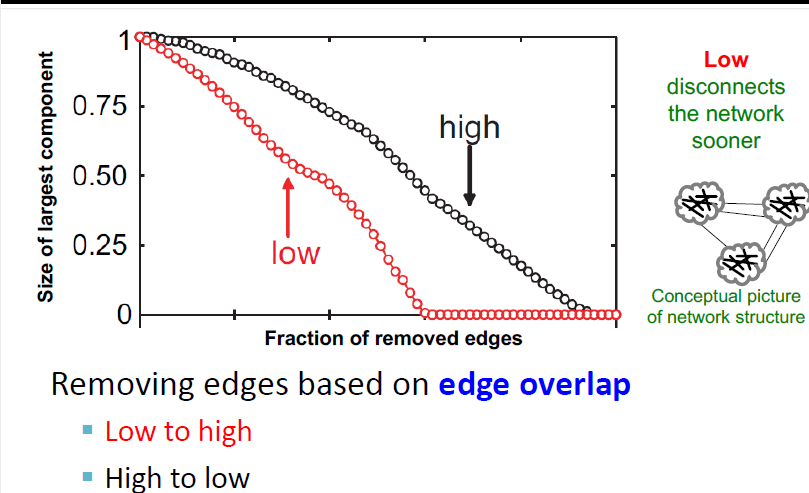 Size of largest component
1
0.75
0.50
0.25
0
high
low
Fraction of removed edges
Low
disconnects
the network
sooner
Conceptual picture
of network structure
Removing edges based on edge overlap
Low to high
High to low